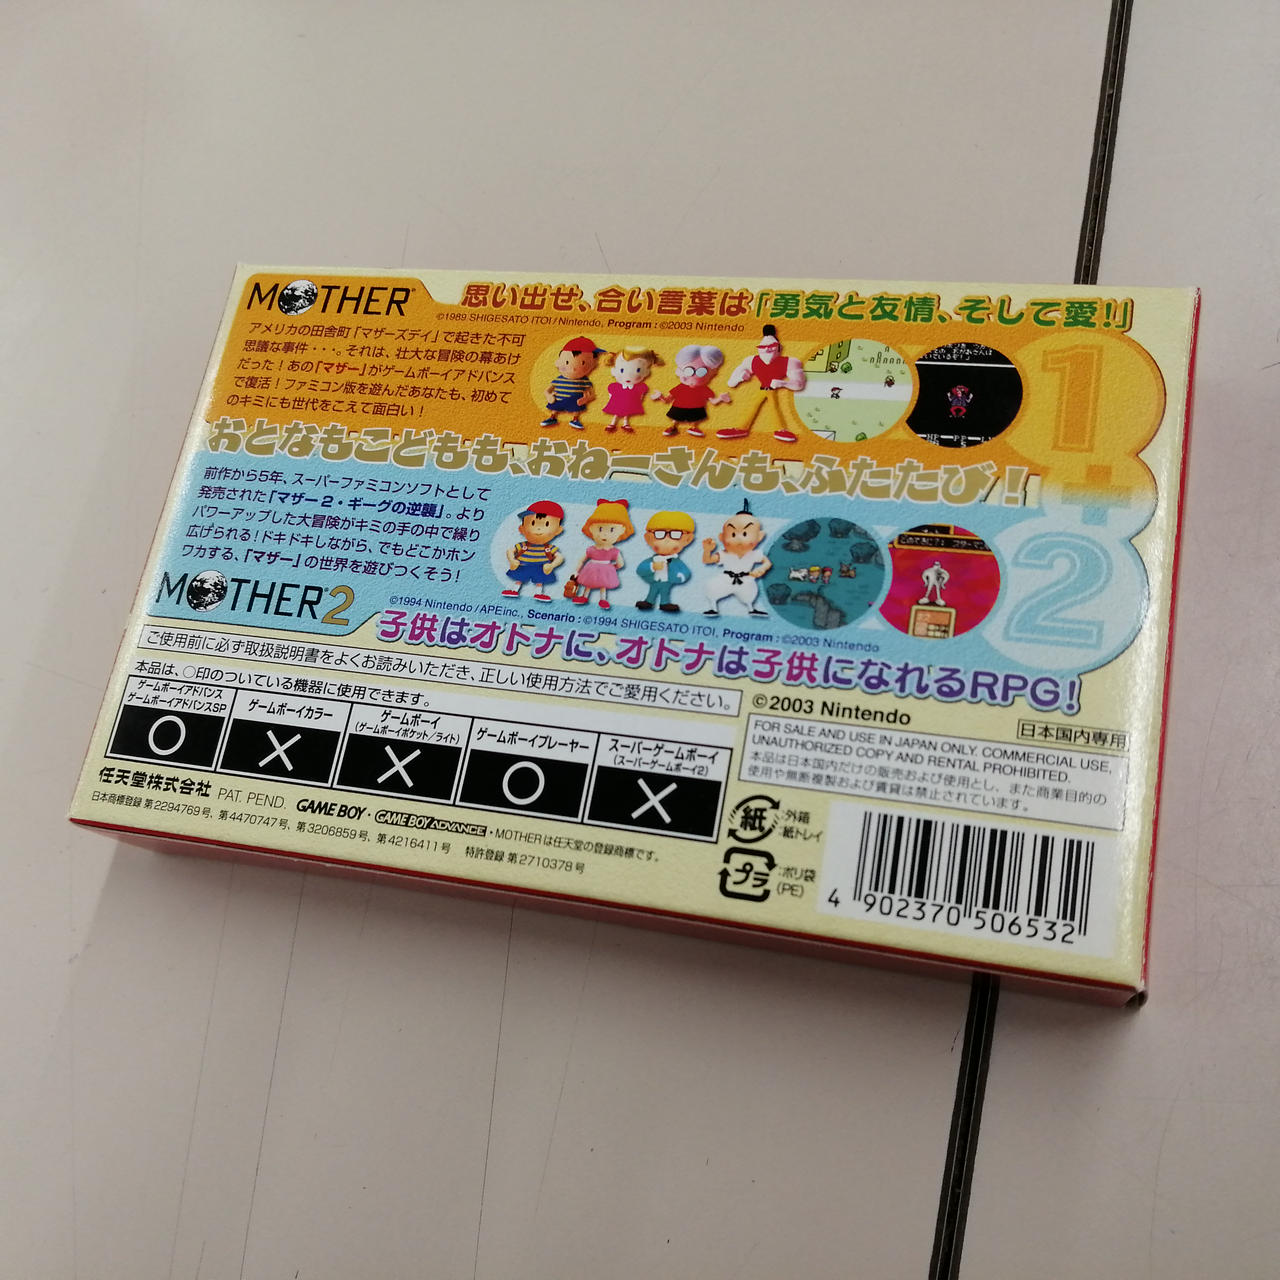 MOTHER®
思い出せ、合い言葉は「勇気と友情、そして愛!」
©1989 SHIGESATO ITOI / Nintendo, Program : ©2003 Nintendo
アメリカの田舎町「マザーズデイ」で起きた不可
思議な事件・・・。それは、壮大な冒険の幕あけ
だった!あの「マザー」がゲームボーイアドバンス
で復活!ファミコン版を遊んだあなたも、初めて
のキミにも世代をこえて面白い!
1+2
おとなもこどもも、おねーさんも、ふたたび!
前作から5年、スーパーファミコンソフトとして
発売された「マザー2・ギーグの逆襲」。より
パワーアップした大冒険がキミの手の中で繰り
広げられる!ドキドキしながら、でもどこかホン
ワカする、「マザー」の世界を遊びつくそう!
MOTHER®2
©1994 Nintendo / APEinc., Scenario : ©1994 SHIGESATO ITOI, Program : ©2003 Nintendo
子供はオトナに、オトナは子供になれるRPG!
ご使用前に必ず取扱説明書をよくお読みいただき、正しい使用方法でご愛用ください。
本品は、○印のついている機器に使用できます。
ゲームボーイアドバンス
ゲームボーイアドバンスSP
ゲームボーイカラー
ゲームボーイ
(ゲームボーイポケット/ライト)
ゲームボーイプレーヤー
スーパーゲームボーイ
(スーパーゲームボーイ2)
○ × × ○ ×
©2003 Nintendo
日本国内専用
FOR SALE AND USE IN JAPAN ONLY. COMMERCIAL USE,
UNAUTHORIZED COPY AND RENTAL PROHIBITED.
本品は日本国内だけの販売および使用とし、また商業目的の
使用や無断複製および賃貸は禁止されています。
任天堂株式会社 PAT. PEND. GAME BOY・GAME BOY ADVANCE・MOTHERは任天堂の登録商標です。
日本商標登録 第2294769号、第4470747号、第3206859号、第4216411号 特許登録 第2710378号
紙 :外箱
:紙トレイ
プラ :ポリ袋
(PE)
4 902370 506532